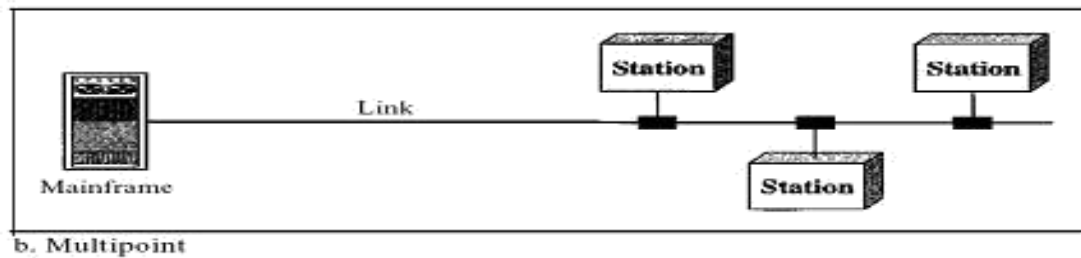 Station
Station
Link
Mainframe
Station
b. Multipoint